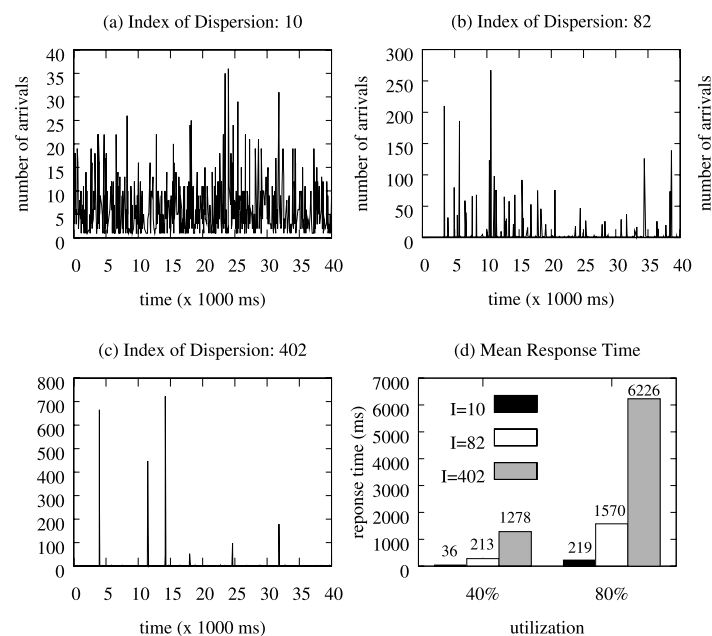 (a) Index of Dispersion: 10
number of arrivals
40
35
30
25
20
15
10
5
0
0 5 10 15 20 25 30 35 40
time (x 1000 ms)
(b) Index of Dispersion: 82
number of arrivals
300
250
200
150
100
50
0
0 5 10 15 20 25 30 35 40
time (x 1000 ms)
number of arrivals
(c) Index of Dispersion: 402
800
700
600
500
400
300
200
100
0
0 5 10 15 20 25 30 35 40
time (x 1000 ms)
(d) Mean Response Time
reponse time (ms)
7000
6000
5000
4000
3000
2000
1000
0
I=10
I=82
I=402
36 213 1278
219 1570 6226
40% 80%
utilization